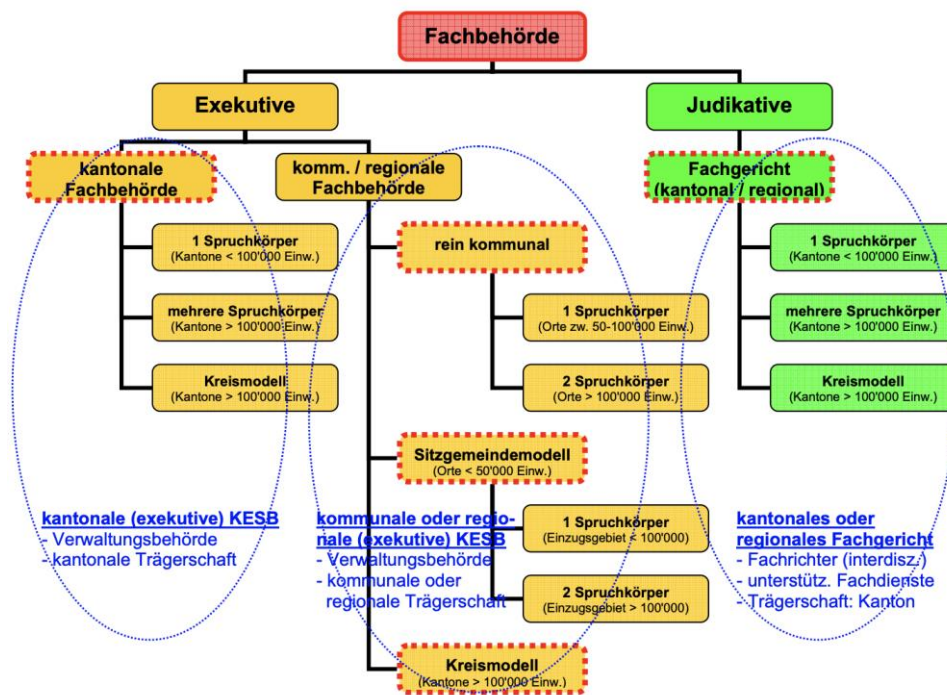 Fachbehörde
Exekutive
Judikative
kantonale
Fachbehörde
komm. / regionale
Fachbehörde
Fachgericht
(kantonal / regional)
1 Spruchkörper
(Kantone < 100'000 Einw.)
mehrere Spruchkörper
(Kantone > 100'000 Einw.)
Kreismodell
(Kantone > 100'000 Einw.)
rein kommunal
1 Spruchkörper
(Orte zw. 50-100'000 Einw.)
2 Spruchkörper
(Orte > 100'000 Einw.)
Sitzgemeindemodell
(Orte < 50'000 Einw.)
1 Spruchkörper
(Einzugsgebiet < 100'000)
2 Spruchkörper
(Einzugsgebiet > 100'000)
Kreismodell
(Kantone > 100'000 Einw.)
1 Spruchkörper
(Kantone < 100'000 Einw.)
mehrere Spruchkörper
(Kantone > 100'000 Einw.)
Kreismodell
(Kantone > 100'000 Einw.)
kantonale (exekutive) KESB
- Verwaltungsbehörde
- kantonale Trägerschaft
kommunale oder regio-
nale (exekutive) KESB
- Verwaltungsbehörde
- kommunale oder
regionale Trägerschaft
kantonales oder
regionales Fachgericht
- Fachrichter (interdisz.)
- unterstütz. Fachdienste
- Trägerschaft: Kanton